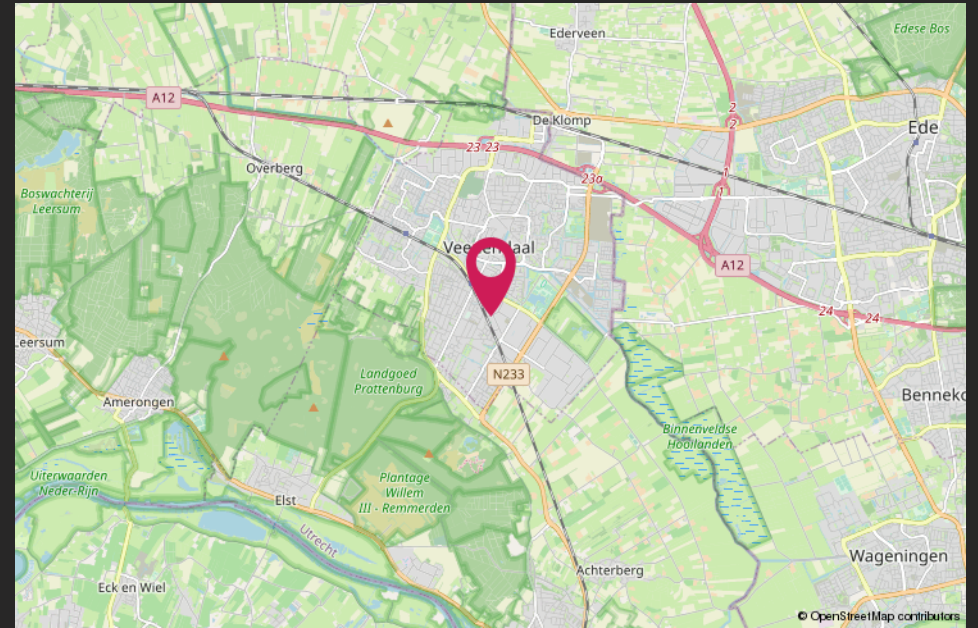 Ederveen
Edese Bos
A12
2
2
De Klomp
Ede
23 23
Overberg
23a
1
1
Boswachterij
Leersum
A12
24
24
Leersum
N233
Landgoed
Prattenburg
Amerongen
Binnenveldse
Hooilanden
Uiterwaarden
Neder-Rijn
Plantage
Willem
III - Remmerden
Elst
Utrecht
Wageningen
Achterberg
Eck en Wiel
© OpenStreetMap contributors